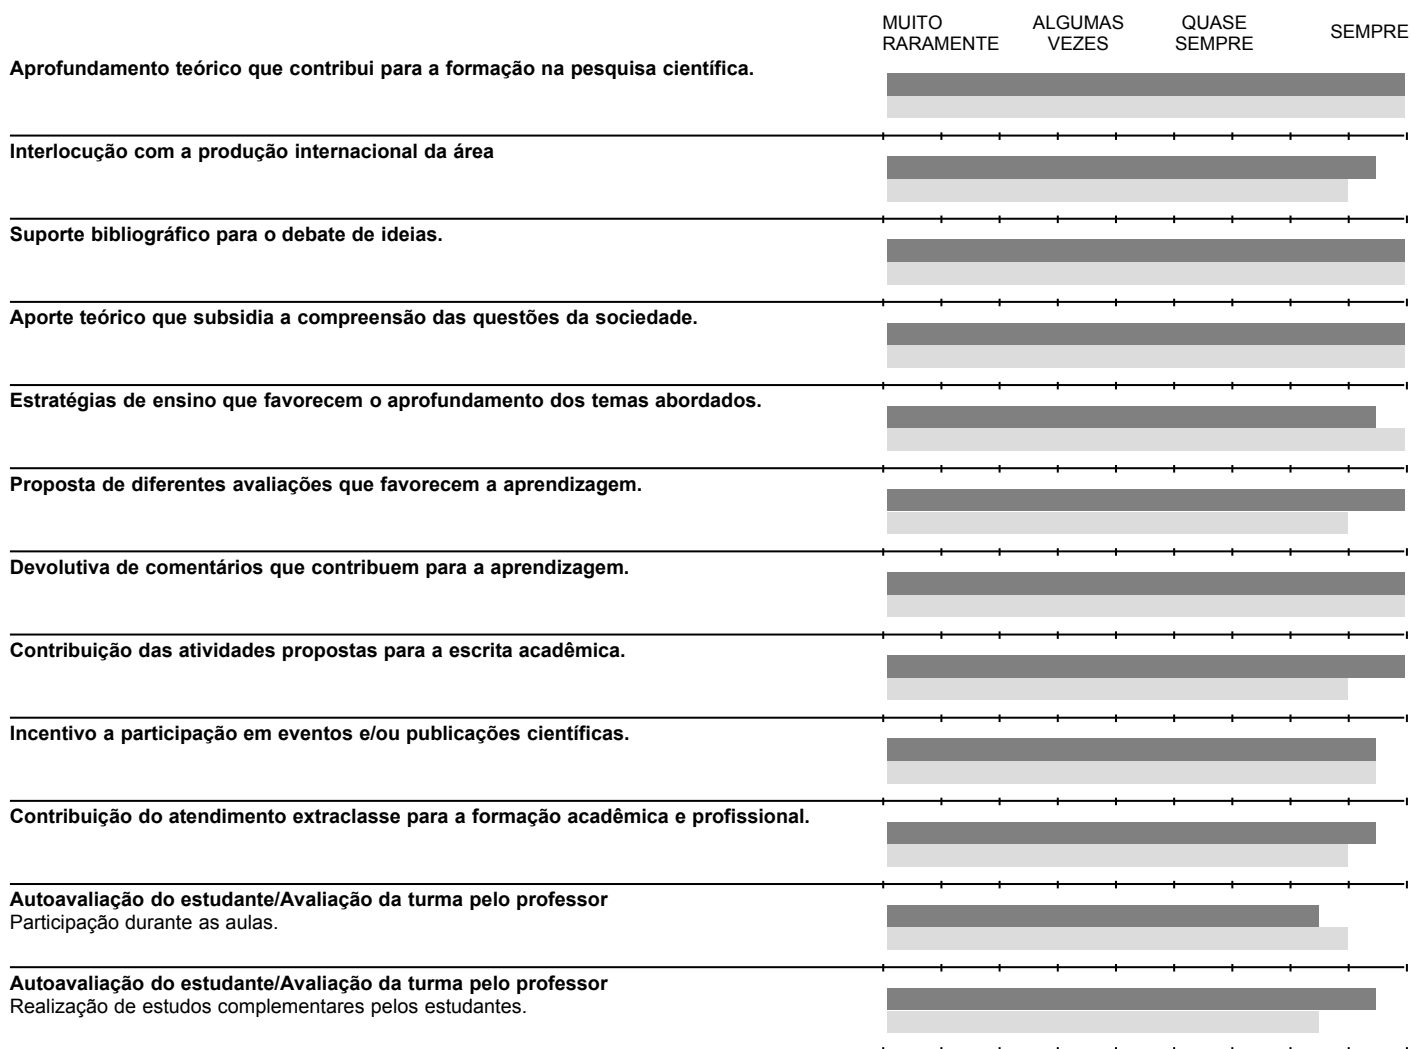 MUITO RARAMENTE
ALGUMAS VEZES
QUASE SEMPRE
SEMPRE
Aprofundamento teórico que contribui para a formação na pesquisa científica.
Interlocução com a produção internacional da área
Suporte bibliográfico para o debate de ideias.
Aporte teórico que subsidia a compreensão das questões da sociedade.
Estratégias de ensino que favorecem o aprofundamento dos temas abordados.
Proposta de diferentes avaliações que favorecem a aprendizagem.
Devolutiva de comentários que contribuem para a aprendizagem.
Contribuição das atividades propostas para a escrita acadêmica.
Incentivo a participação em eventos e/ou publicações científicas.
Contribuição do atendimento extraclasse para a formação acadêmica e profissional.
Autoavaliação do estudante/Avaliação da turma pelo professor
Participação durante as aulas.
Autoavaliação do estudante/Avaliação da turma pelo professor
Realização de estudos complementares pelos estudantes.